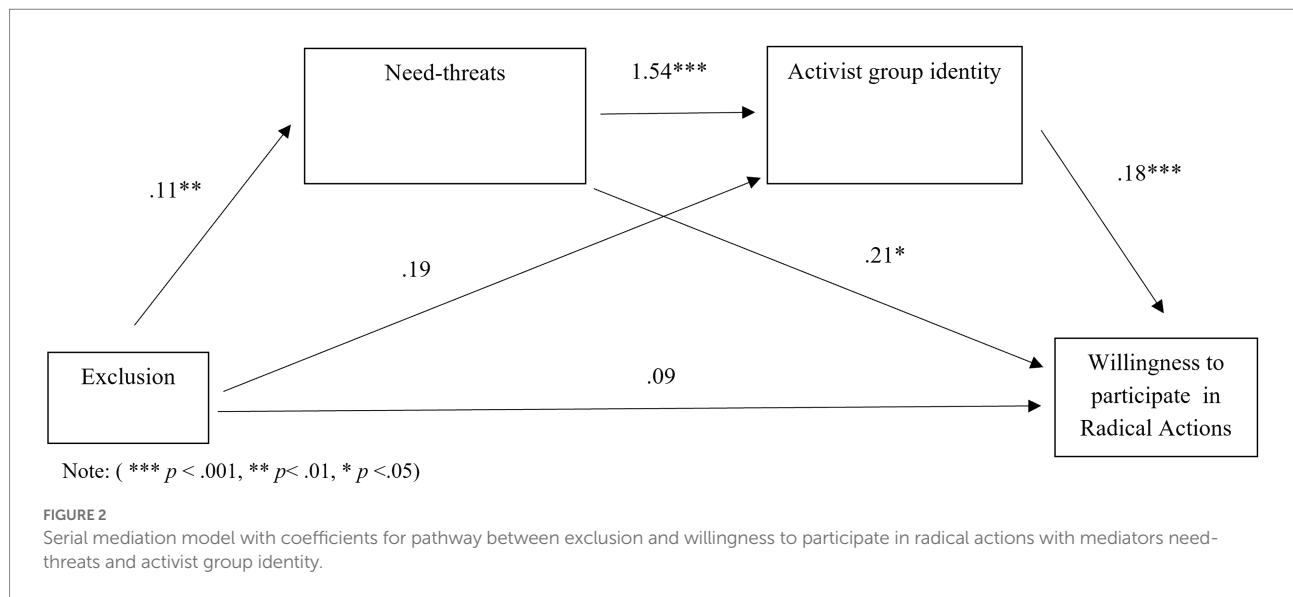 Need-threats
1.54***
Activist group identity
.11**
.18***
.19
.21*
Exclusion
.09
Willingness to
participate in
Radical Actions
Note: ( *** p < .001, ** p< .01, * p <.05)
FIGURE 2
Serial mediation model with coefficients for pathway between exclusion and willingness to participate in radical actions with mediators need-
threats and activist group identity.